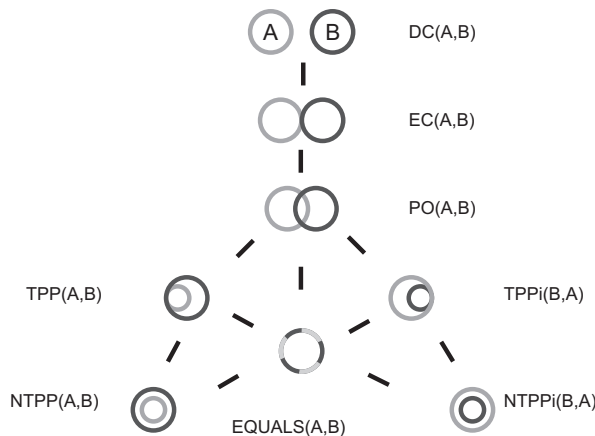 A B DC(A,B)
EC(A,B)
PO(A,B)
TPP(A,B) TPPi(B,A)
NTPP(A,B) NTPPi(B,A)
EQUALS(A,B)